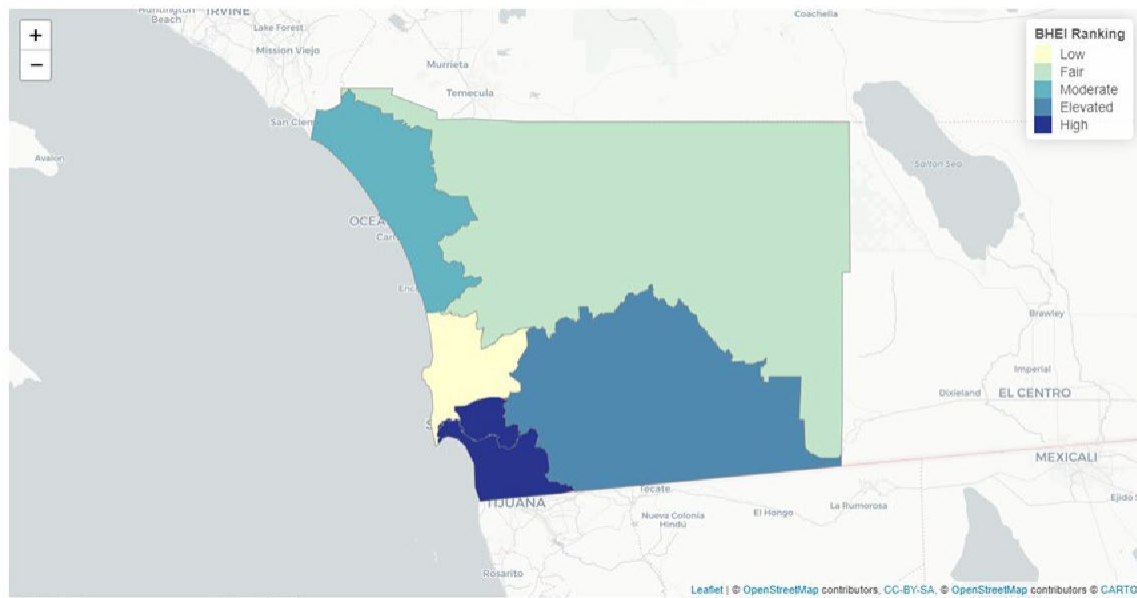 Huntington
Beach
IRVINE
Lake Forest
Mission Viejo
Coachella
Murrieta
Temecula
San Clem
Avalon
Salton Sea
OCEA
Car
Enci
Brawley
Imperial
Dixieland
EL CENTRO
MEXICALI
S
TIJUANA
Tecate
La Rumorosa
Ejido S
Nueva Colonia
Hindú
El Hongo
Rosarito
+
−
BHEI Ranking
Low
Fair
Moderate
Elevated
High
Leaflet | © OpenStreetMap contributors, CC-BY-SA, © OpenStreetMap contributors © CARTO